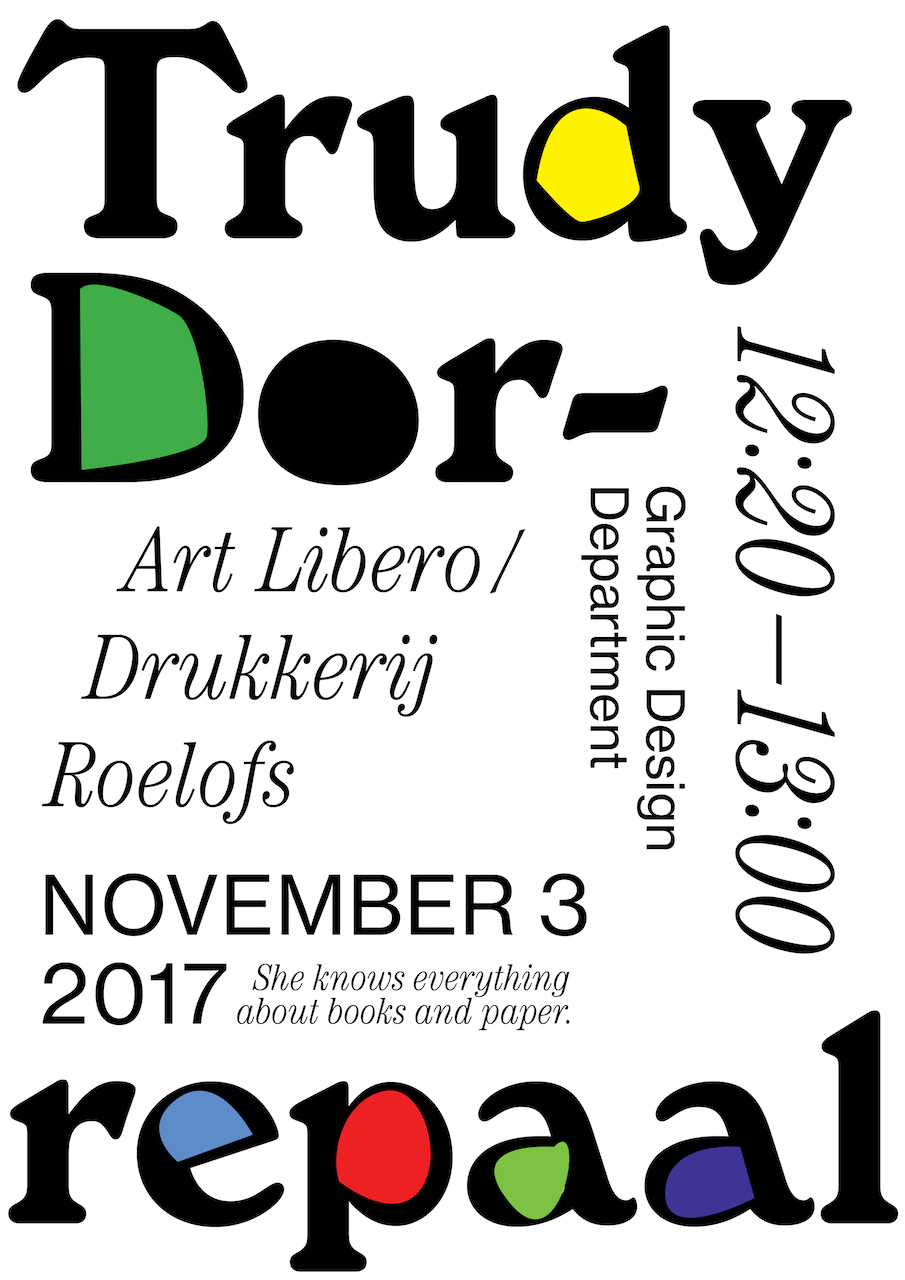 Trudy
Dor-
12:20 – 13:00
Graphic Design
Department
Art Libero/
Drukkerij
Roelofs
NOVEMBER 3
2017
She knows everything
about books and paper.
repaal